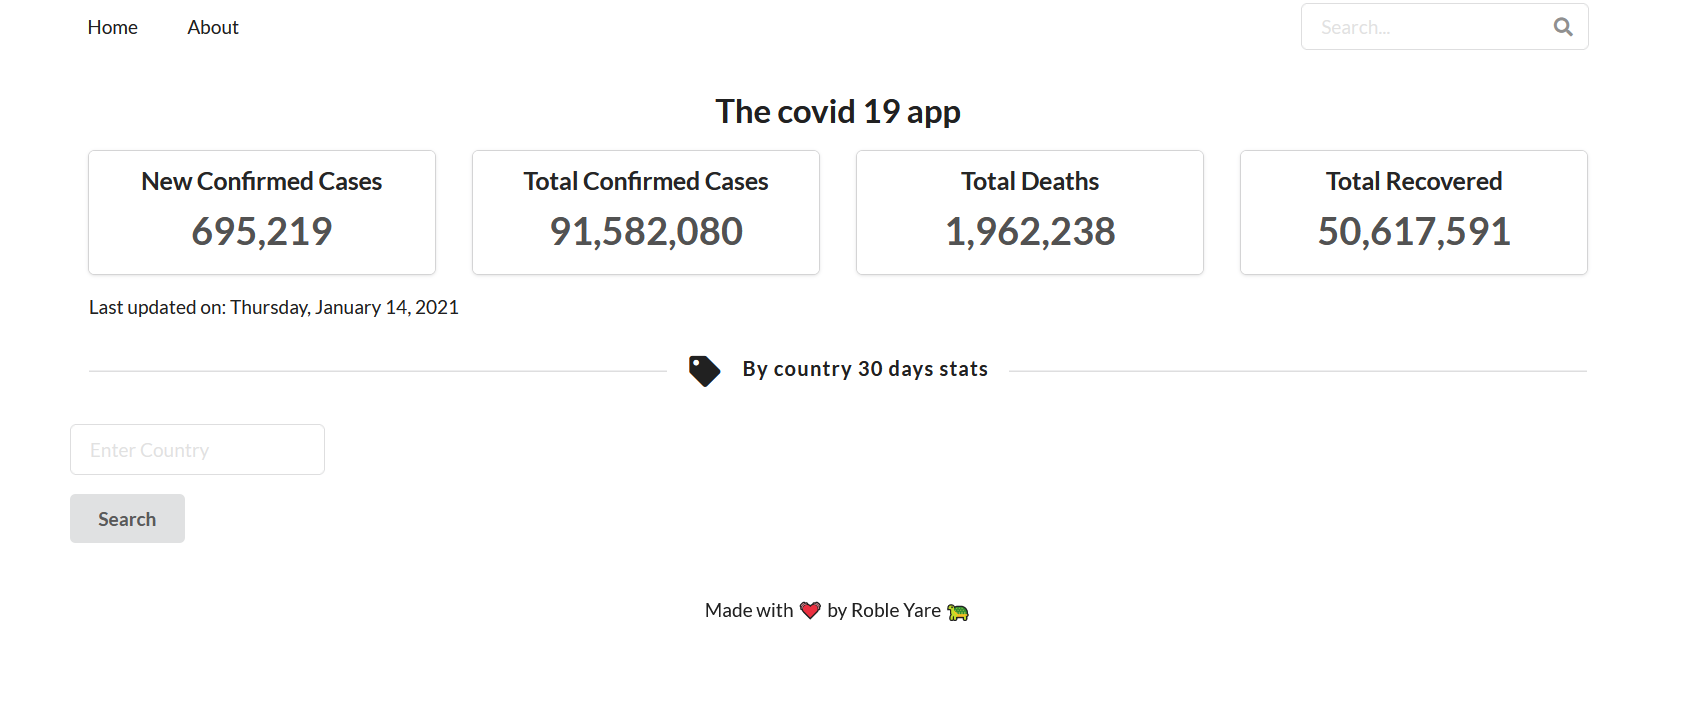 Home About Search...
The covid 19 app
New Confirmed Cases
695,219
Total Confirmed Cases
91,582,080
Total Deaths
1,962,238
Total Recovered
50,617,591
Last updated on: Thursday, January 14, 2021
By country 30 days stats
Enter Country
Search
Made with ❤️ by Roble Yare 🐢